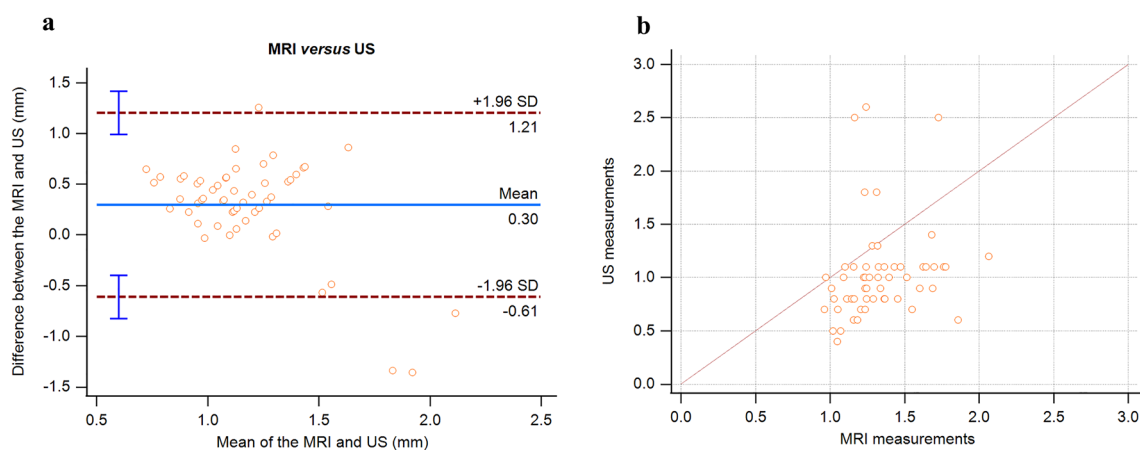 a
MRI versus US
Difference between the MRI and US (mm)
1.5
1.0
0.5
0.0
-0.5
-1.0
-1.5
+1.96 SD
1.21
Mean
0.30
-1.96 SD
-0.61
0.5 1.0 1.5 2.0 2.5
Mean of the MRI and US (mm)
b
US measurements
3.0
2.5
2.0
1.5
1.0
0.5
0.0
0.0 0.5 1.0 1.5 2.0 2.5 3.0
MRI measurements